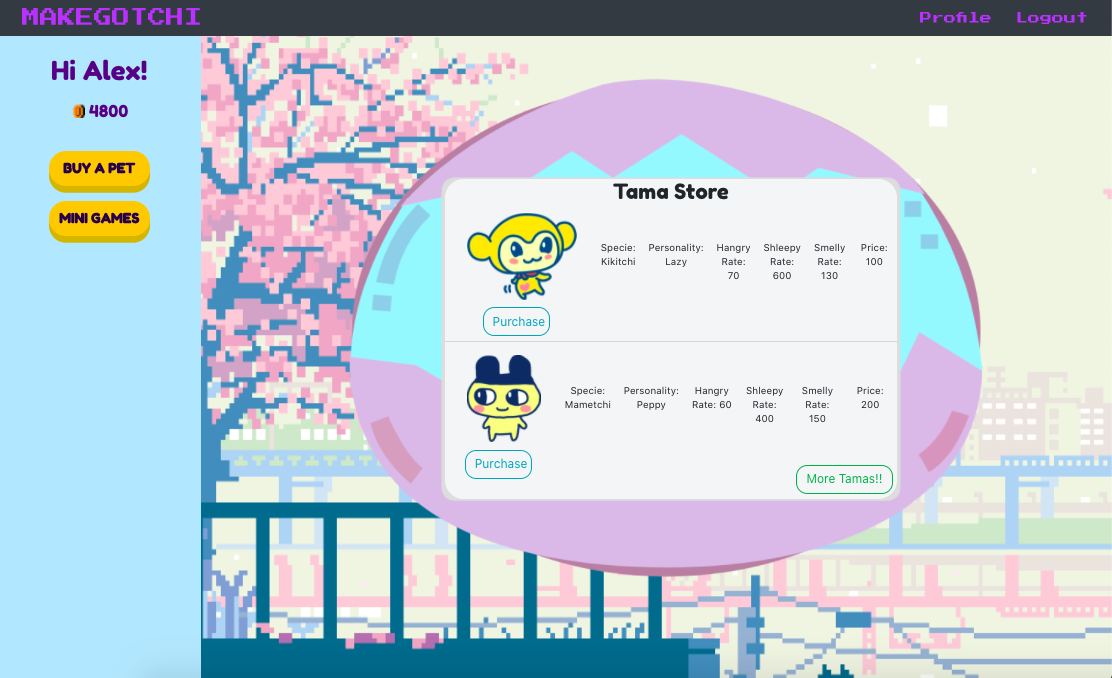 MAKEGOTCHI
Profile Logout
Hi Alex!
4800
BUY A PET
MINI GAMES
Tama Store
Specie: Personality: Hangry Shleepy Smelly Price:
Kikitchi Lazy Rate: Rate: Rate: 100
70 600 130
Purchase
Specie: Personality: Hangry Shleepy Smelly Price:
Mametchi Peppy Rate: 60 Rate: Rate: 200
400 150
Purchase
More Tamas!!